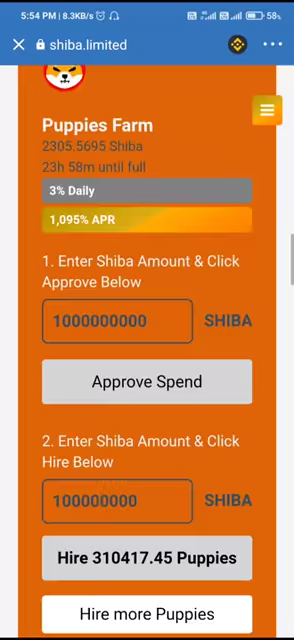 5:54 PM | 8.3KB/s
58%
shiba.limited
Puppies Farm
2305.5695 Shiba
23h 58m until full
3% Daily
1,095% APR
1. Enter Shiba Amount & Click
Approve Below
1000000000 SHIBA
Approve Spend
2. Enter Shiba Amount & Click
Hire Below
100000000 SHIBA
Hire 310417.45 Puppies
Hire more Puppies